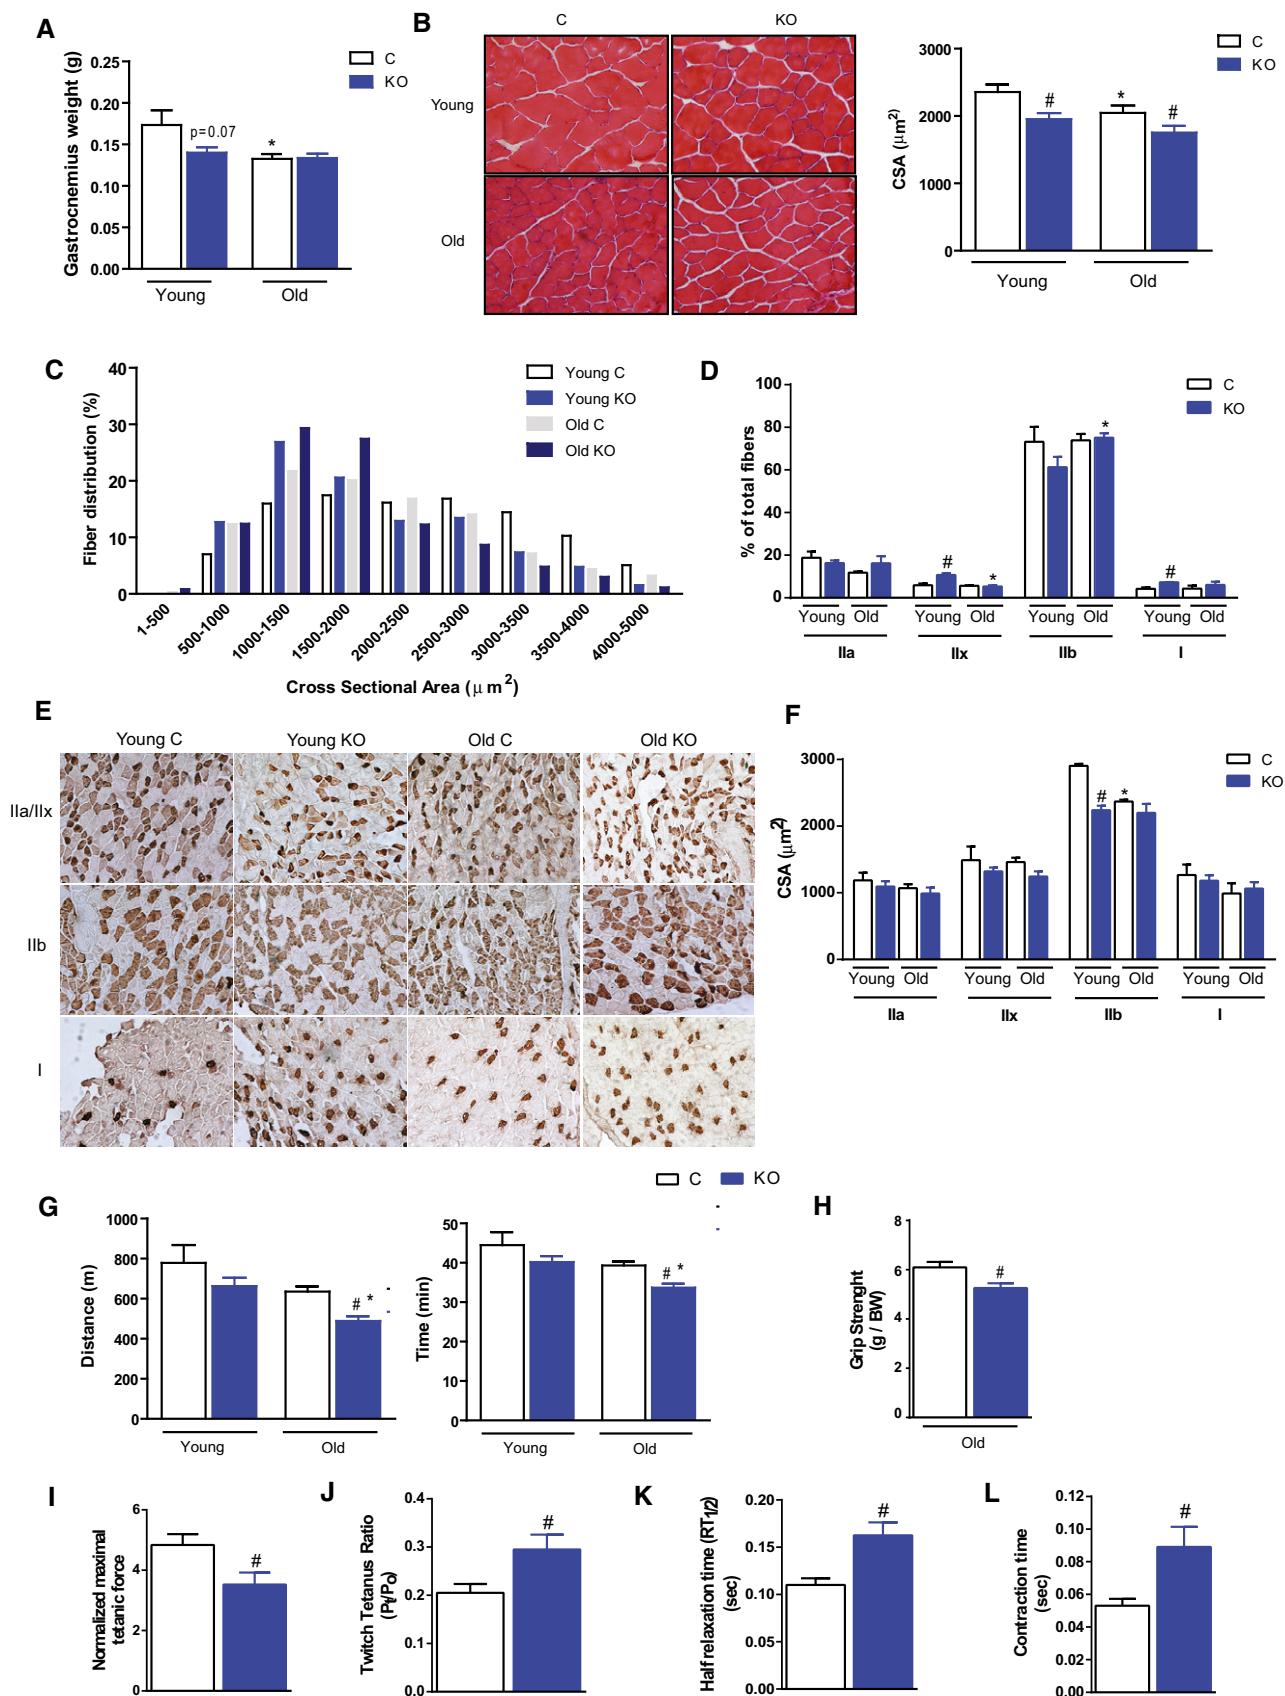 A
Gastrocnemius weight (g)
0.25
0.20
0.15
0.10
0.05
0.00
C
KO
p=0.07
*
Young
Old
B
C
KO
Young
Old
CSA (μm²)
3000
2000
1000
0
C
KO
#
*
#
Young
Old
C
Fiber distribution (%)
40
30
20
10
0
Young C
Young KO
Old C
Old KO
1-500
500-1000
1000-1500
1500-2000
2000-2500
2500-3000
3000-3500
3500-4000
4000-5000
Cross Sectional Area (μ m²)
D
% of total fibers
100
80
60
40
20
0
C
KO
#
*
*
#
Young Old Young Old Young Old Young Old
IIa IIx IIb I
E
Young C Young KO Old C Old KO
IIa/IIx
IIb
I
F
CSA (μm²)
3000
2000
1000
0
C
KO
# *
Young Old Young Old Young Old Young Old
IIa IIx IIb I
C KO
G
Distance (m)
1000
800
600
400
200
0
# *
Young
Old
Time (min)
50
40
30
20
10
0
# *
Young
Old
H
Grip Strenght
(g / BW)
8
6
4
2
0
#
Old
I
Normalized maximal
tetanic force
6
4
2
0
#
J
Twitch Tetanus Ratio
(Pt/Po)
0.4
0.3
0.2
0.1
0.0
#
K
Half relaxation time (RT1/2)
(sec)
0.20
0.15
0.10
0.05
0.00
#
L
Contraction time
(sec)
0.12
0.10
0.08
0.06
0.04
0.02
0.00
#